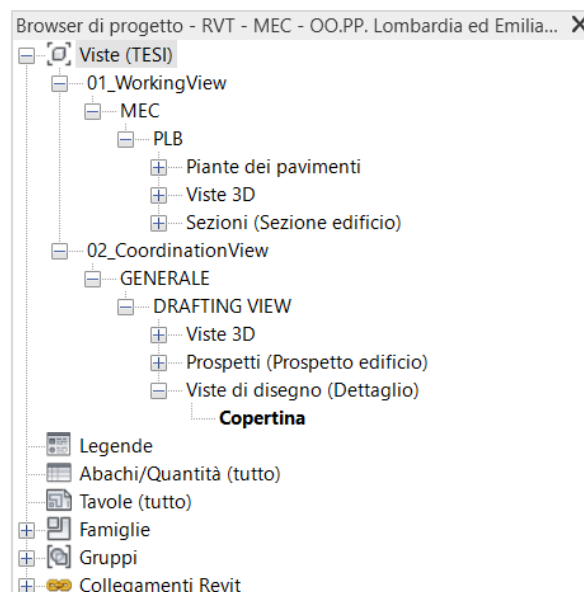 Browser di progetto - RVT - MEC - OO.PP. Lombardia ed Emilia...
Viste (TESI)
01_WorkingView
MEC
PLB
Piante dei pavimenti
Viste 3D
Sezioni (Sezione edificio)
02_CoordinationView
GENERALE
DRAFTING VIEW
Viste 3D
Prospetti (Prospetto edificio)
Viste di disegno (Dettaglio)
Copertina
Legende
Abachi/Quantità (tutto)
Tavole (tutto)
Famiglie
Gruppi
Collegamenti Revit